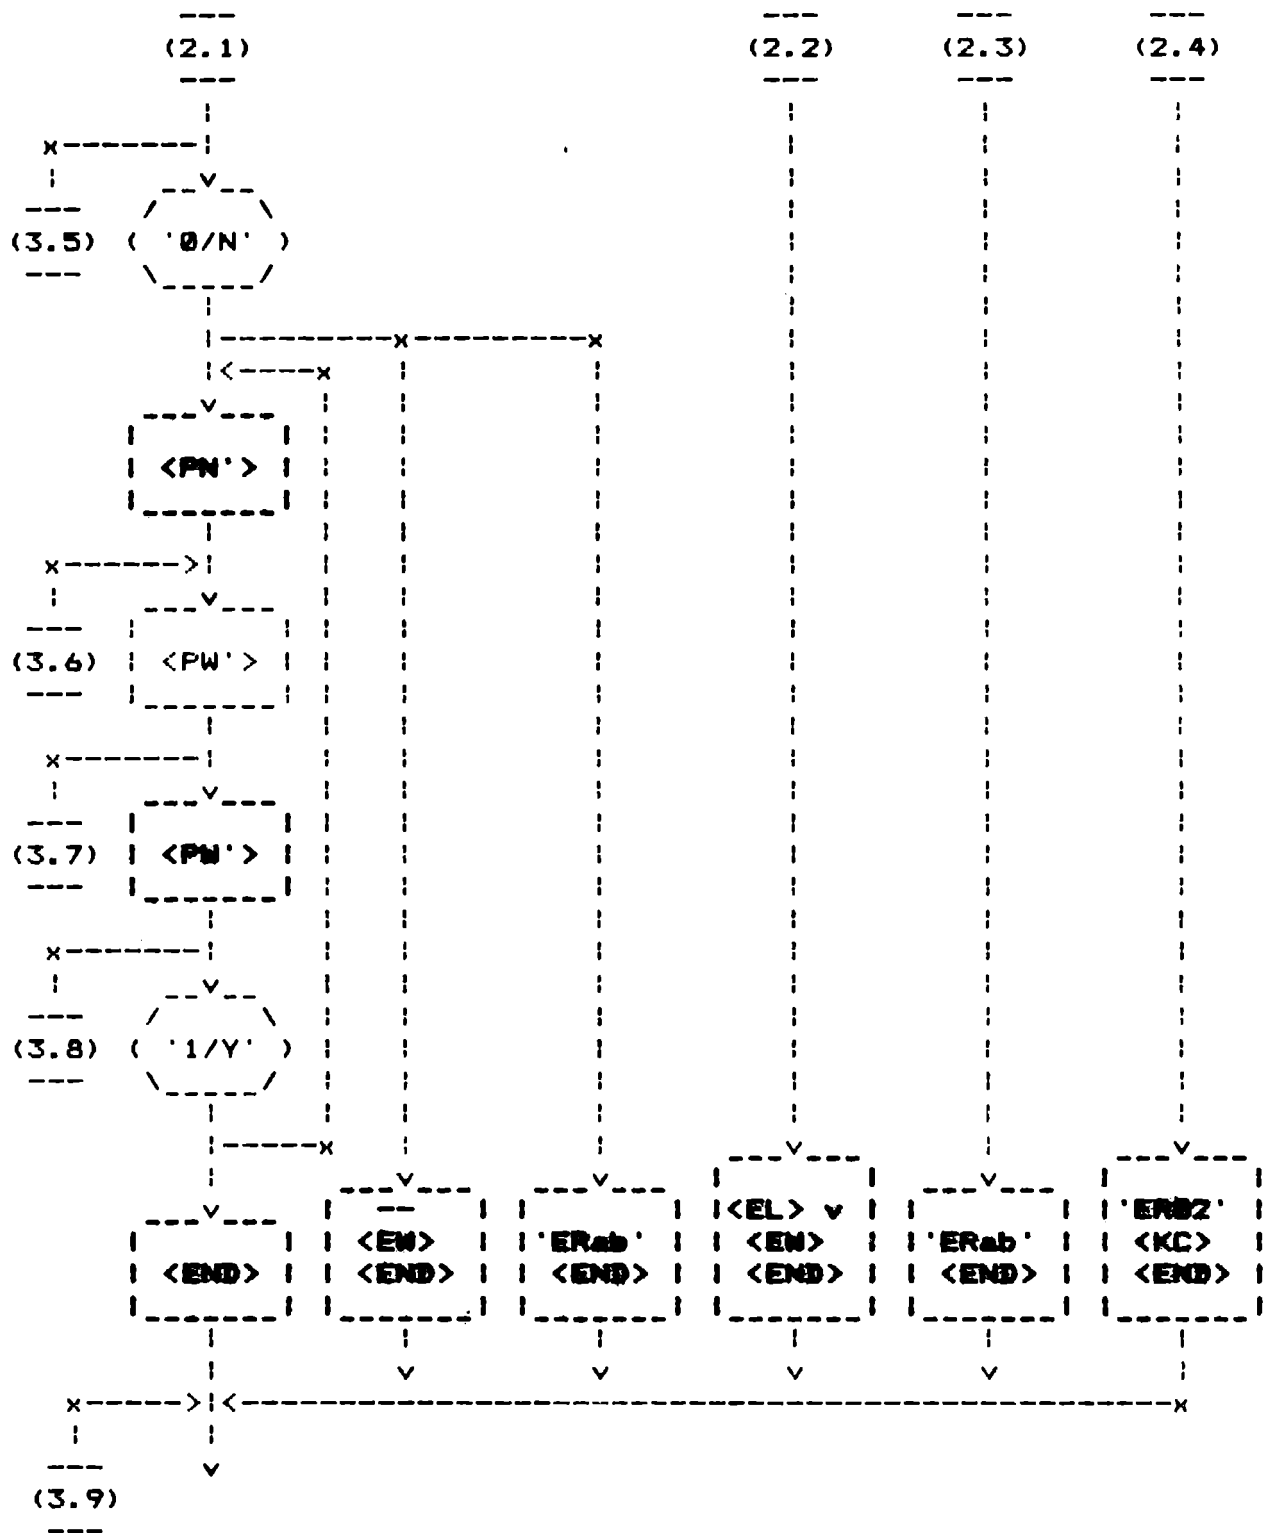 (2.1) (2.2) (2.3) (2.4)
(3.5) ( '0/N' )
<PN'>
(3.6) <PW'>
(3.7) <PW'>
(3.8) ( '1/Y' )
<EL> v 'ER02'
<EW> 'ERab' <EW> 'ERab' <KC>
<END> <END> <END> <END> <END> <END>
(3.9)